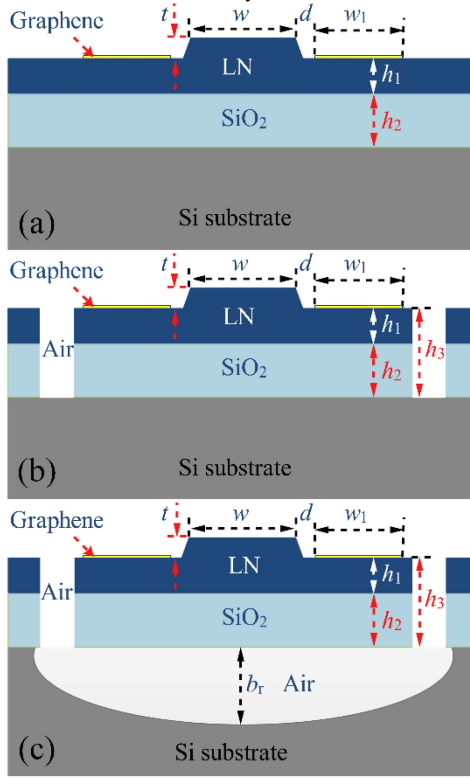 t w d w₁
Graphene
LN h₁
SiO₂ h₂
(a) Si substrate
t w d w₁
Graphene
LN h₁
Air h₃
SiO₂ h₂
(b) Si substrate
t w d w₁
Graphene
LN h₁
Air h₃
SiO₂ h₂
bᵣ Air
(c) Si substrate